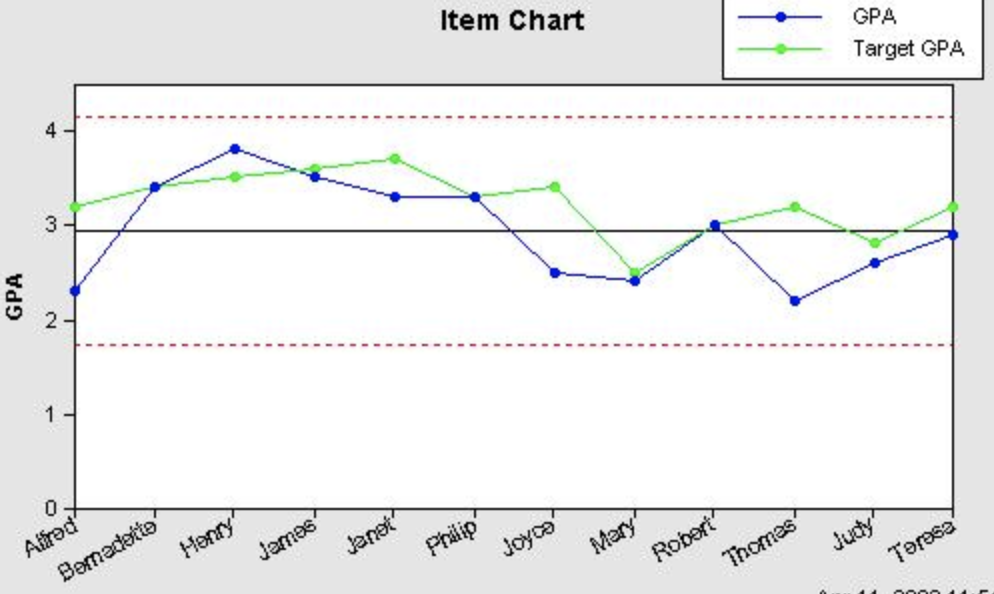 Item Chart
GPA
Target GPA
4
3
2
1
0
GPA
Alfred
Bernadette
Henry
James
Janet
Philip
Joyce
Mary
Robert
Thomas
Judy
Teresa